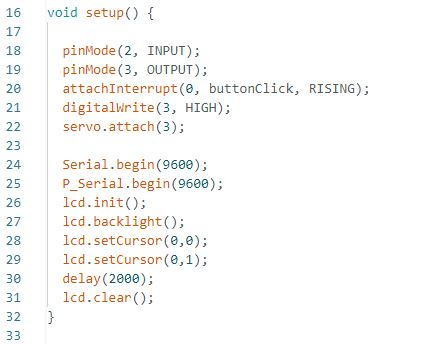 16 void setup() {
17
18 pinMode(2, INPUT);
19 pinMode(3, OUTPUT);
20 attachInterrupt(0, buttonClick, RISING);
21 digitalWrite(3, HIGH);
22 servo.attach(3);
23
24 Serial.begin(9600);
25 P_Serial.begin(9600);
26 lcd.init();
27 lcd.backlight();
28 lcd.setCursor(0,0);
29 lcd.setCursor(0,1);
30 delay(2000);
31 lcd.clear();
32 }
33